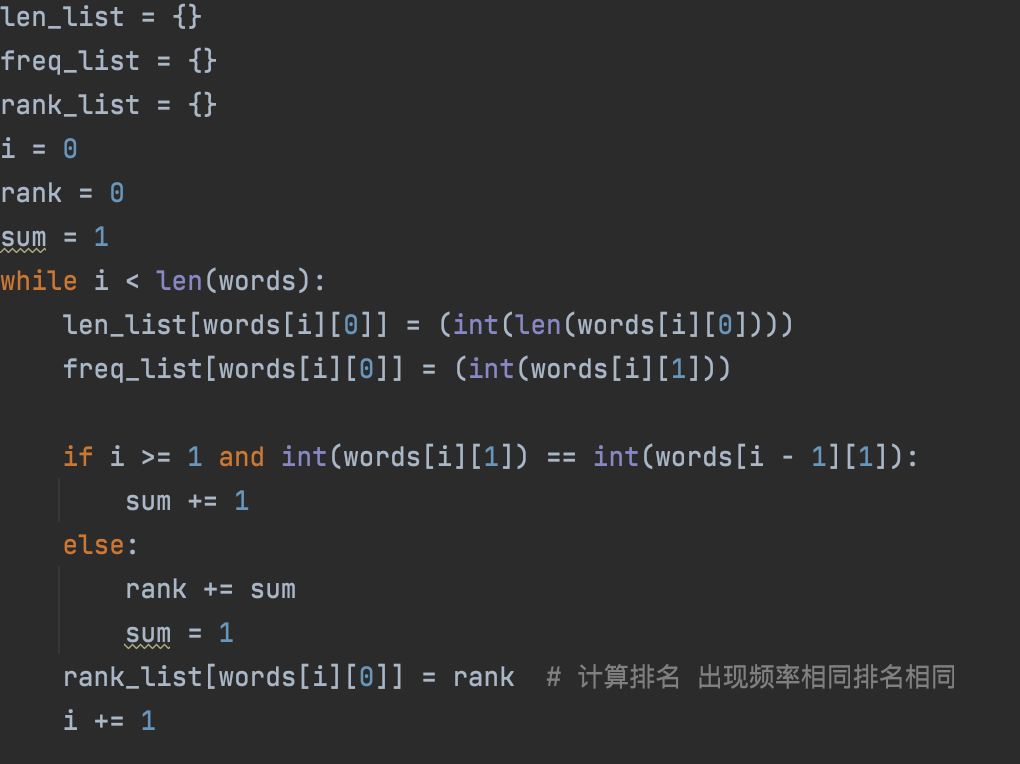 len_list = {}
freq_list = {}
rank_list = {}
i = 0
rank = 0
sum = 1
while i < len(words):
    len_list[words[i][0]] = (int(len(words[i][0])))
    freq_list[words[i][0]] = (int(words[i][1]))

    if i >= 1 and int(words[i][1]) == int(words[i - 1][1]):
        sum += 1
    else:
        rank += sum
        sum = 1
    rank_list[words[i][0]] = rank  # 计算排名 出现频率相同排名相同
    i += 1